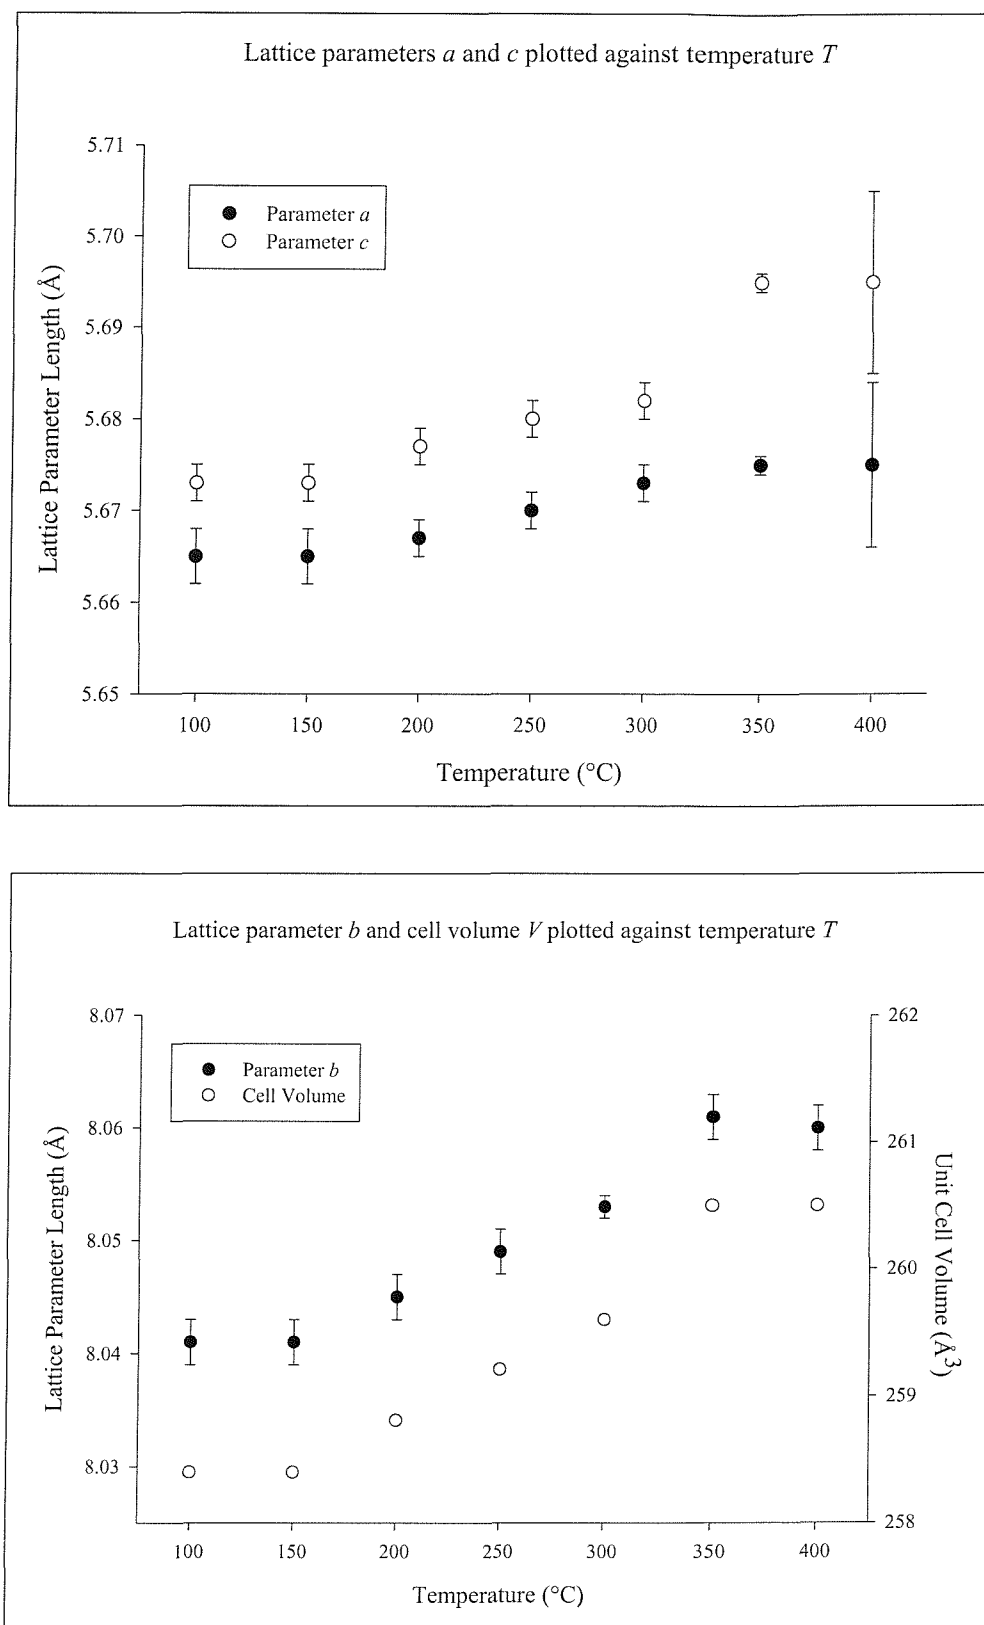 Lattice parameters a and c plotted against temperature T
5.71
5.70
5.69
5.68
5.67
5.66
5.65
Lattice Parameter Length (Å)
Parameter a
Parameter c
100 150 200 250 300 350 400
Temperature (°C)
Lattice parameter b and cell volume V plotted against temperature T
8.07
8.06
8.05
8.04
8.03
Lattice Parameter Length (Å)
Parameter b
Cell Volume
262
261
260
259
258
Unit Cell Volume (Å³)
100 150 200 250 300 350 400
Temperature (°C)